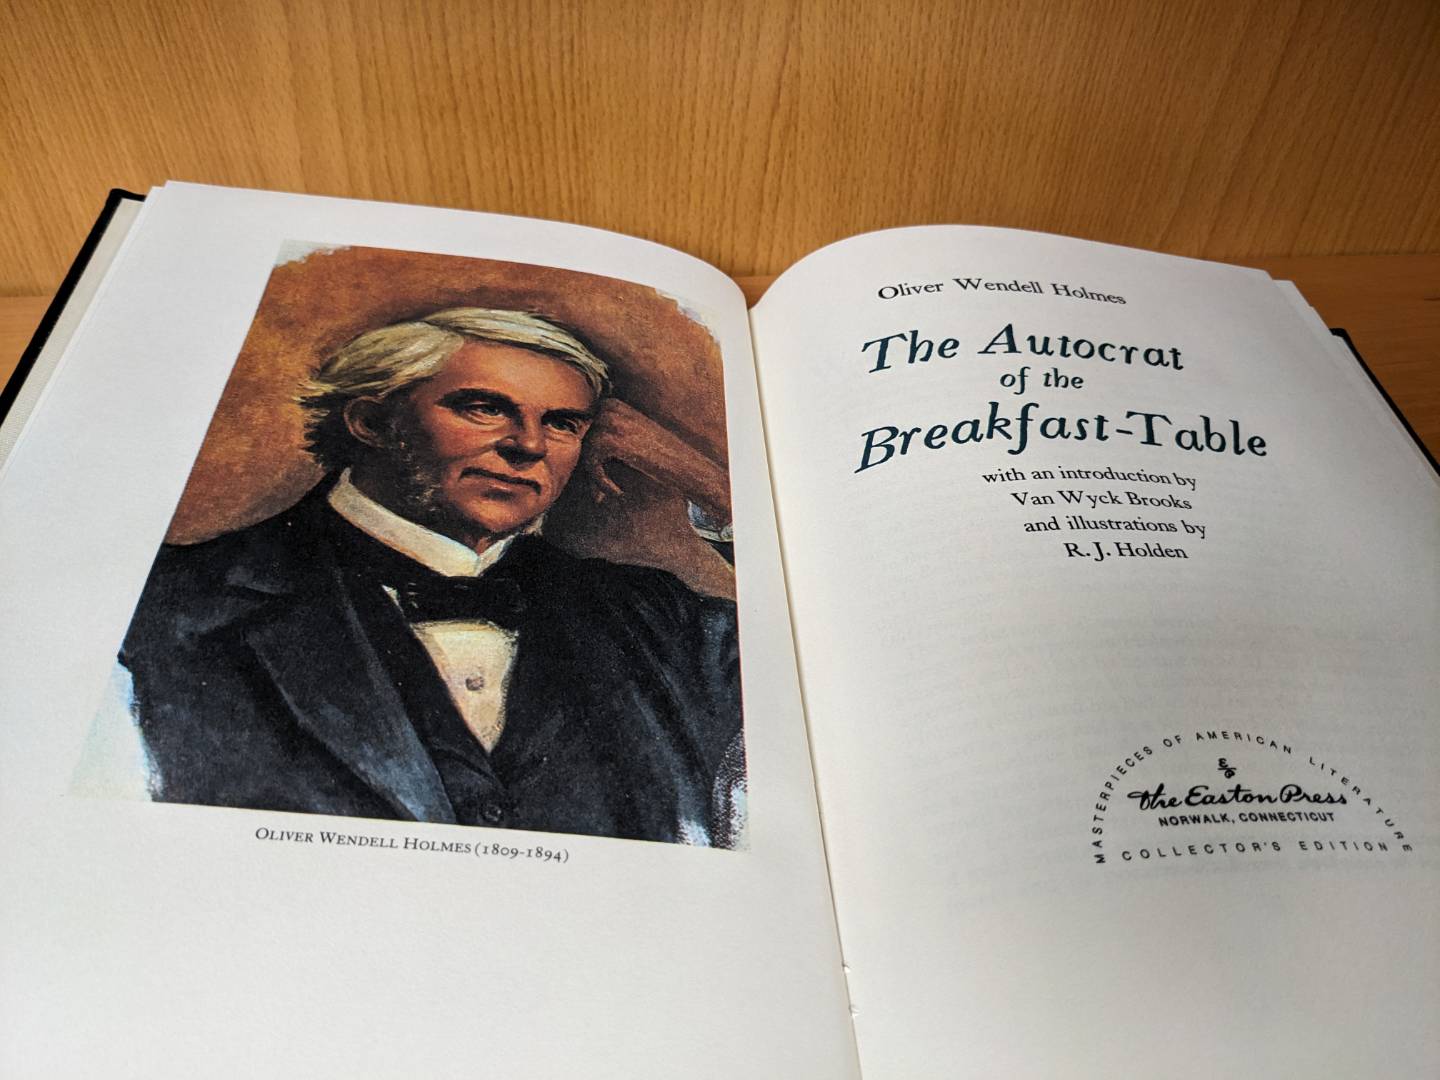 OLIVER WENDELL HOLMES (1809-1894)
Oliver Wendell Holmes
The Autocrat
of the
Breakfast-Table
with an introduction by
Van Wyck Brooks
and illustrations by
R. J. Holden
MASTERPIECES OF AMERICAN LITERATURE
The Easton Press
NORWALK, CONNECTICUT
COLLECTOR'S EDITION